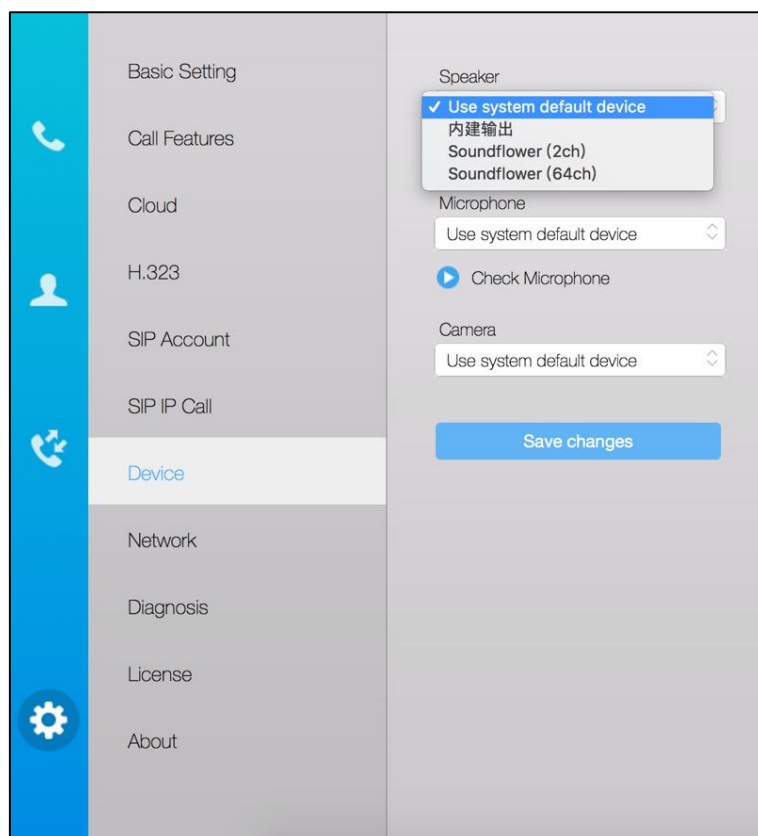 Basic Setting
Call Features
Cloud
H.323
SIP Account
SIP IP Call
Device
Network
Diagnosis
License
About
Speaker
✓ Use system default device
内建输出
Soundflower (2ch)
Soundflower (64ch)
Microphone
Use system default device
Check Microphone
Camera
Use system default device
Save changes